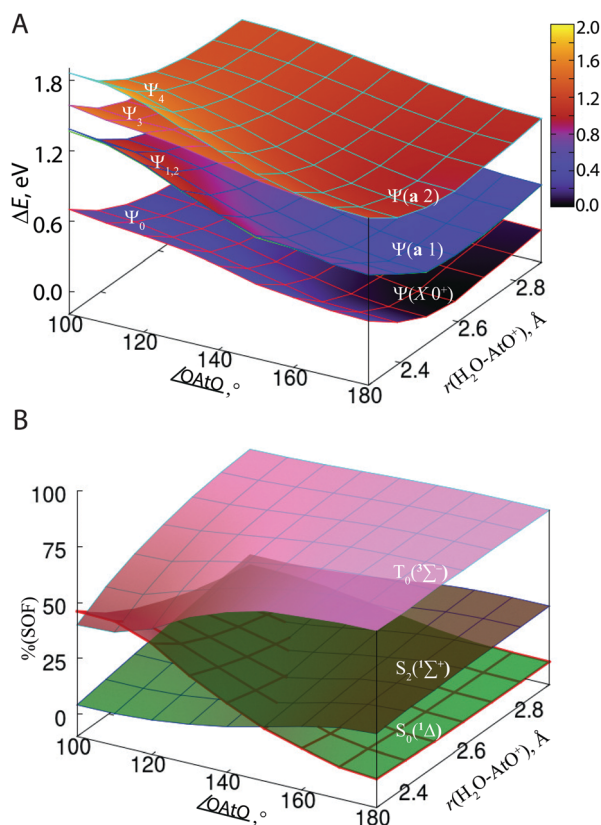 A
2.0
1.6
1.2
0.8
0.4
0.0
1.8
1.2
0.6
0.0
ΔE, eV
Ψ4
Ψ3
Ψ1,2
Ψ0
Ψ(a 2)
Ψ(a 1)
Ψ(X 0⁺)
100
120
140
160
180
∠OAtO, °
2.4
2.6
2.8
r(H₂O-AtO⁺), Å
B
100
75
50
25
0
%(SOF)
T₀(³Σ⁻)
S₂(¹Σ⁺)
S₀(¹Δ)
100
120
140
160
180
∠OAtO, °
2.4
2.6
2.8
r(H₂O-AtO⁺), Å